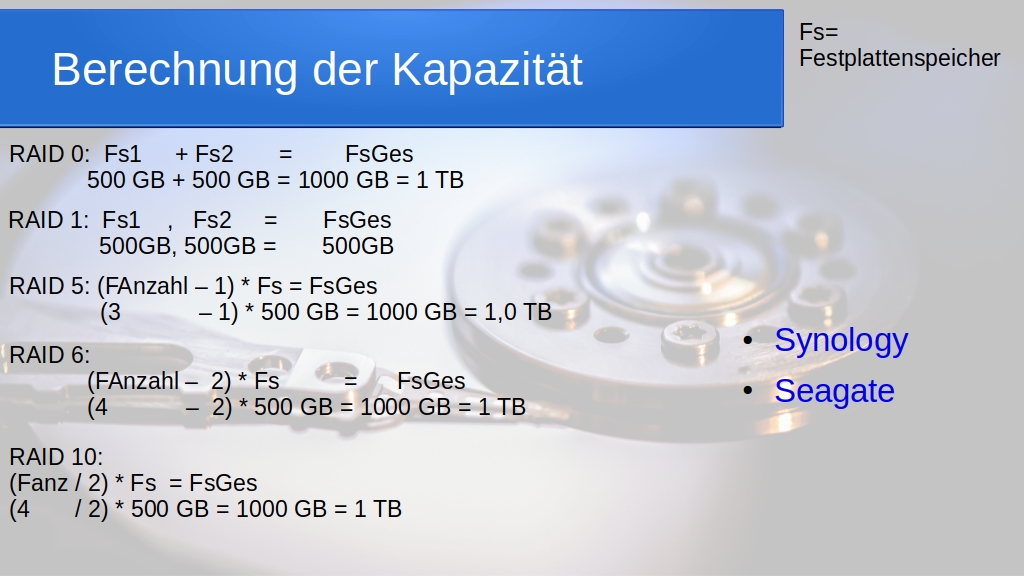 Berechnung der Kapazität
Fs=
Festplattenspeicher
RAID 0: Fs1 + Fs2 = FsGes
500 GB + 500 GB = 1000 GB = 1 TB
RAID 1: Fs1 , Fs2 = FsGes
500GB, 500GB = 500GB
RAID 5: (FAnzahl – 1) * Fs = FsGes
(3 – 1) * 500 GB = 1000 GB = 1,0 TB
RAID 6:
(FAnzahl – 2) * Fs = FsGes
(4 – 2) * 500 GB = 1000 GB = 1 TB
RAID 10:
(Fanz / 2) * Fs = FsGes
(4 / 2) * 500 GB = 1000 GB = 1 TB
• Synology
• Seagate